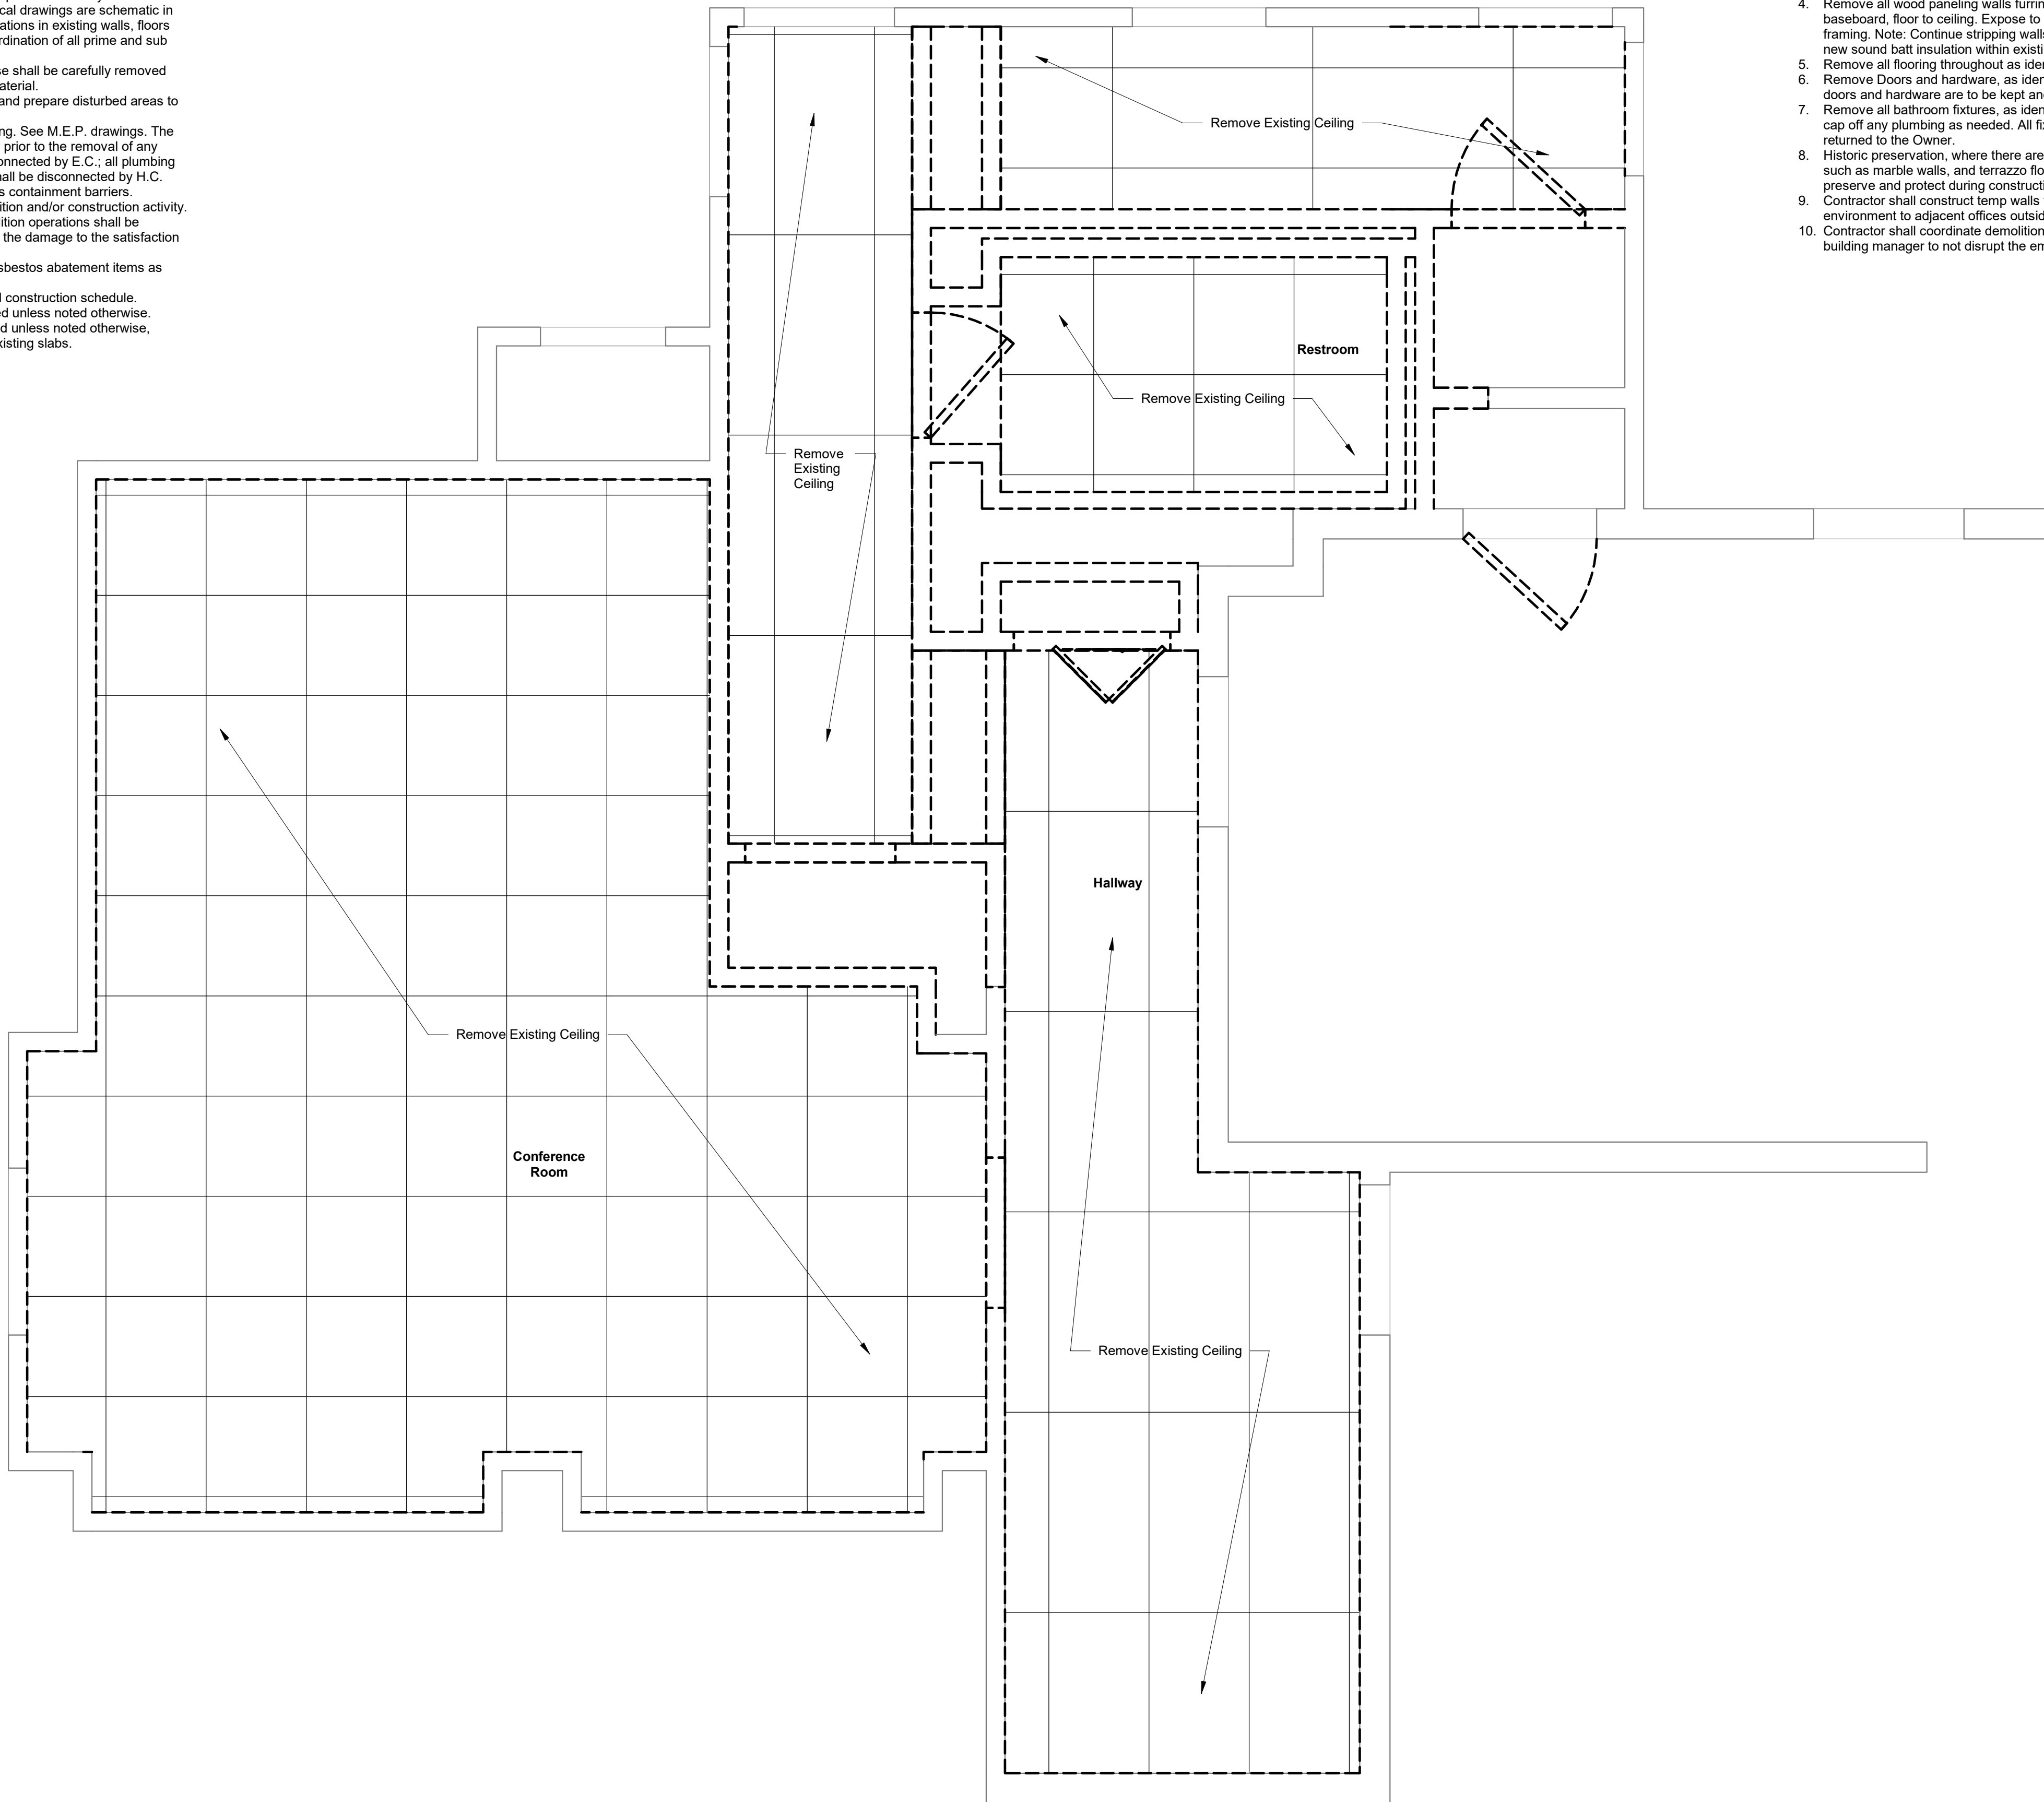 cal drawings are schematic in
ations in existing walls, floors
rdination of all prime and sub
se shall be carefully removed
aterial.
and prepare disturbed areas to
ng. See M.E.P. drawings. The
prior to the removal of any
onnected by E.C.; all plumbing
hall be disconnected by H.C.
s containment barriers.
ition and/or construction activity.
ition operations shall be
the damage to the satisfaction
sbestos abatement items as
construction schedule.
ed unless noted otherwise.
d unless noted otherwise,
xisting slabs.
4. Remove all wood paneling walls furrin
baseboard, floor to ceiling. Expose to
framing. Note: Continue stripping walls
new sound batt insulation within existi
5. Remove all flooring throughout as iden
6. Remove Doors and hardware, as iden
doors and hardware are to be kept and
7. Remove all bathroom fixtures, as iden
cap off any plumbing as needed. All fix
returned to the Owner.
8. Historic preservation, where there are
such as marble walls, and terrazzo flo
preserve and protect during constructi
9. Contractor shall construct temp walls
environment to adjacent offices outsid
10. Contractor shall coordinate demolition
building manager to not disrupt the em
Remove Existing Ceiling
Restroom
Remove Existing Ceiling
Remove
Existing
Ceiling
Hallway
Remove Existing Ceiling
Conference
Room
Remove Existing Ceiling